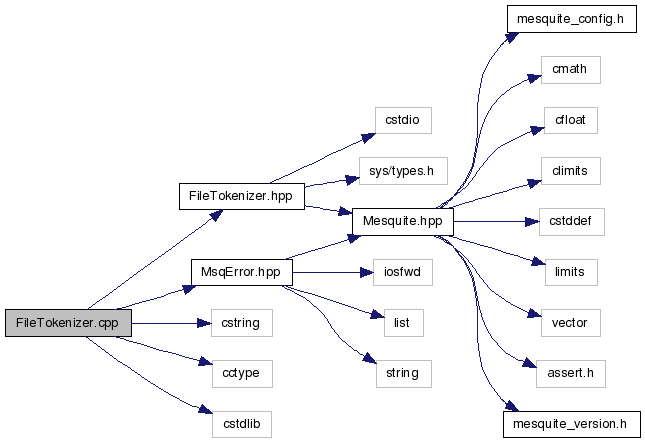 mesquite_config.h
cmath
cfloat
cstdio
climits
sys/types.h
FileTokenizer.hpp
Mesquite.hpp
cstddef
MsqError.hpp
iosfwd
limits
FileTokenizer.cpp
cstring
list
vector
cctype
string
assert.h
cstdlib
mesquite_version.h